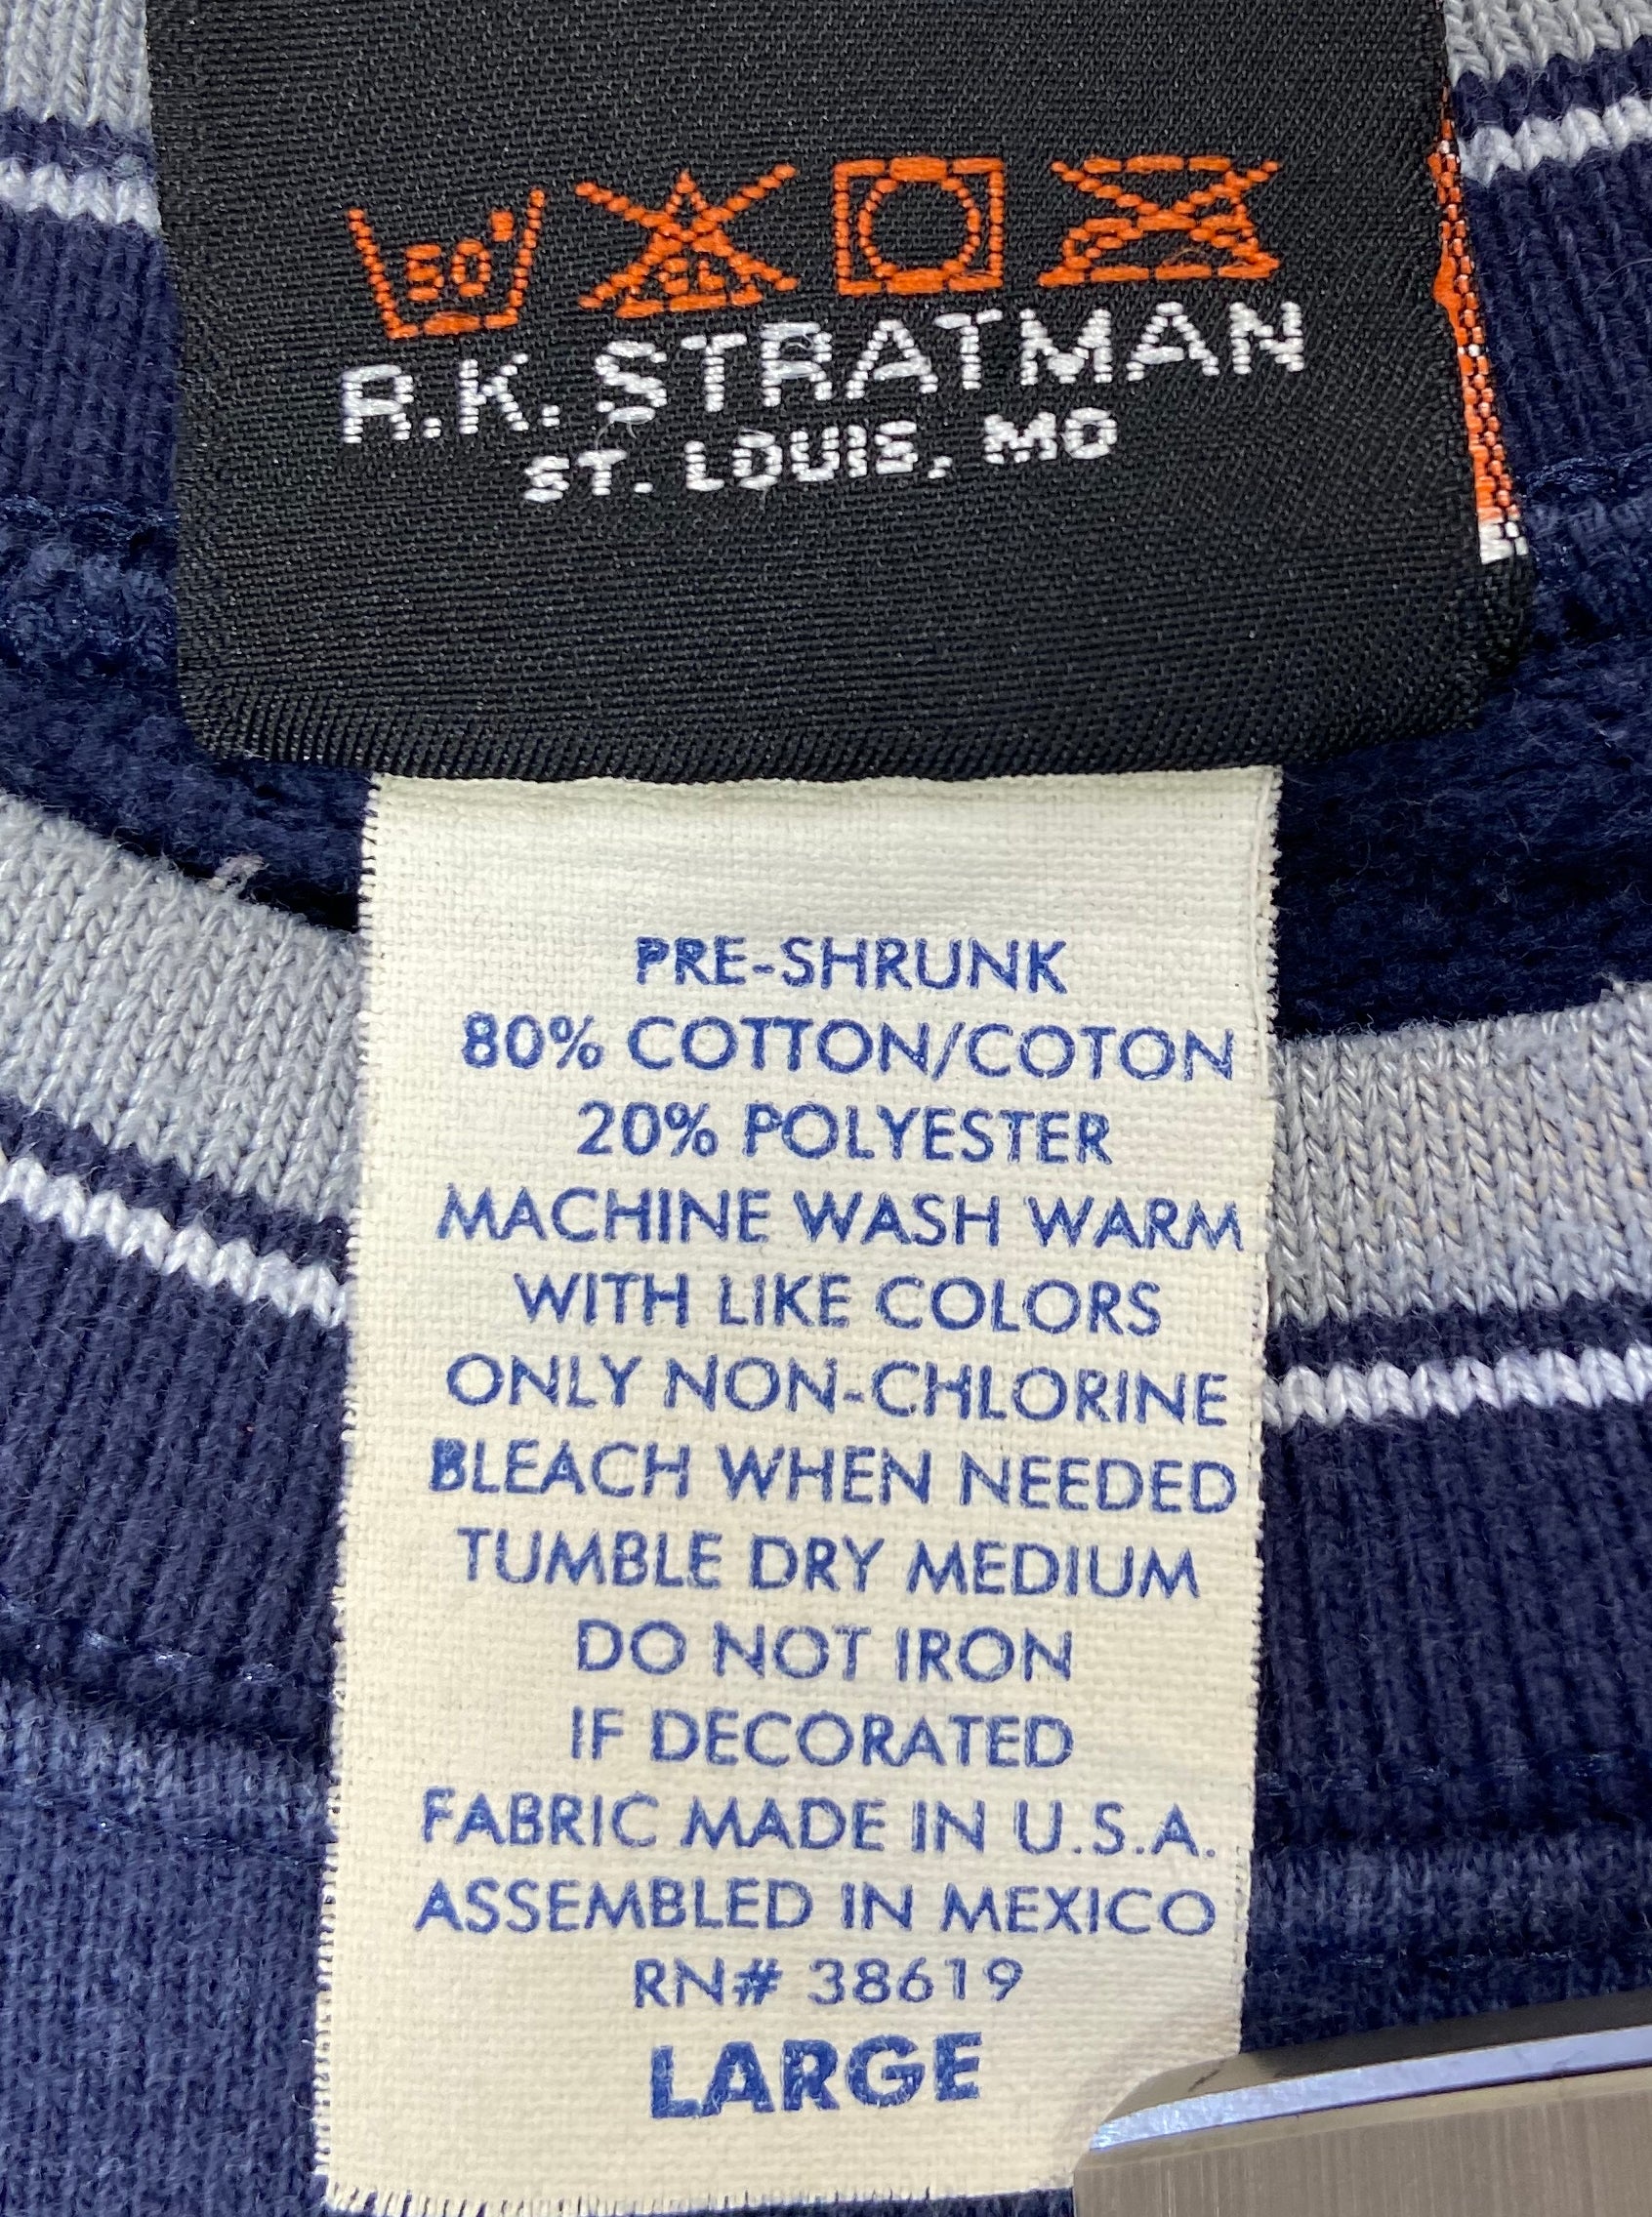 50°
CL
R.K. STRATMAN
ST. LOUIS, MO
PRE-SHRUNK
80% COTTON/COTON
20% POLYESTER
MACHINE WASH WARM
WITH LIKE COLORS
ONLY NON-CHLORINE
BLEACH WHEN NEEDED
TUMBLE DRY MEDIUM
DO NOT IRON
IF DECORATED
FABRIC MADE IN U.S.A.
ASSEMBLED IN MEXICO
RN# 38619
LARGE